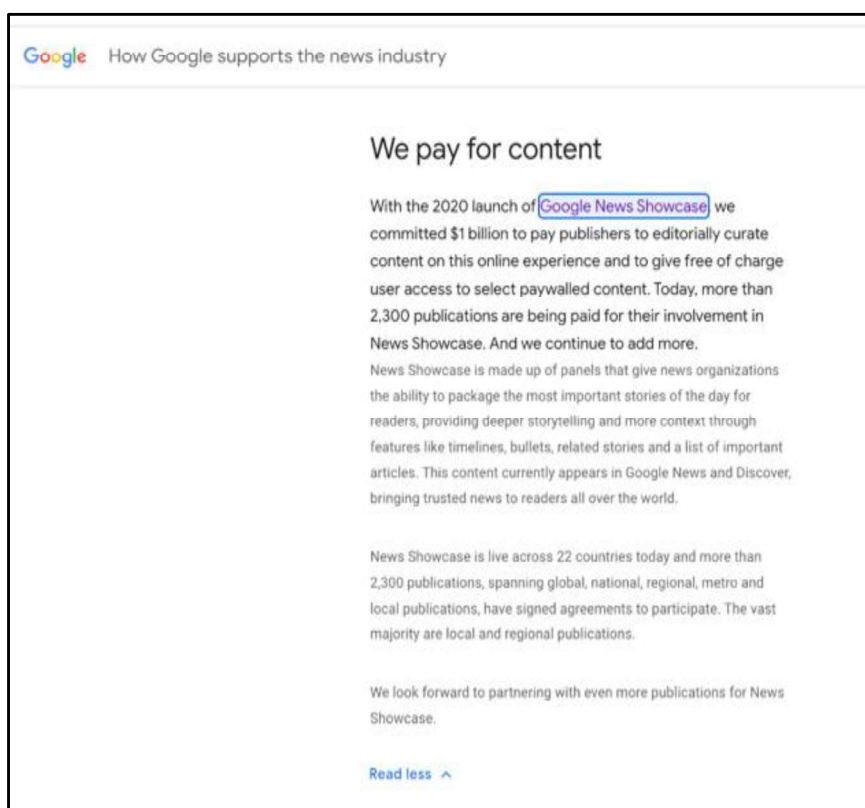 Google How Google supports the news industry
We pay for content
With the 2020 launch of Google News Showcase, we
committed $1 billion to pay publishers to editorially curate
content on this online experience and to give free of charge
user access to select paywalled content. Today, more than
2,300 publications are being paid for their involvement in
News Showcase. And we continue to add more.
News Showcase is made up of panels that give news organizations
the ability to package the most important stories of the day for
readers, providing deeper storytelling and more context through
features like timelines, bullets, related stories and a list of important
articles. This content currently appears in Google News and Discover,
bringing trusted news to readers all over the world.
News Showcase is live across 22 countries today and more than
2,300 publications, spanning global, national, regional, metro and
local publications, have signed agreements to participate. The vast
majority are local and regional publications.
We look forward to partnering with even more publications for News
Showcase.
Read less